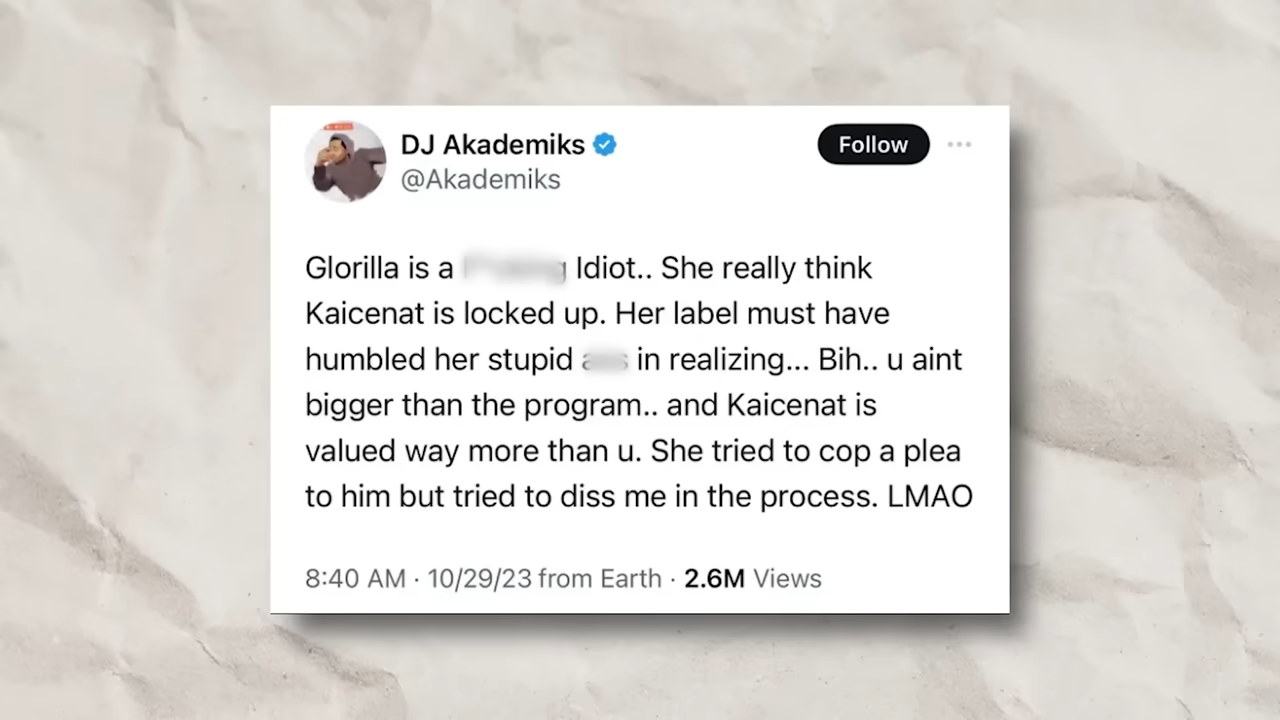 DJ Akademiks
@Akademiks
Follow
Glorilla is a Idiot.. She really think
Kaicenat is locked up. Her label must have
humbled her stupid in realizing... Bih.. u aint
bigger than the program.. and Kaicenat is
valued way more than u. She tried to cop a plea
to him but tried to diss me in the process. LMAO
8:40 AM · 10/29/23 from Earth · 2.6M Views